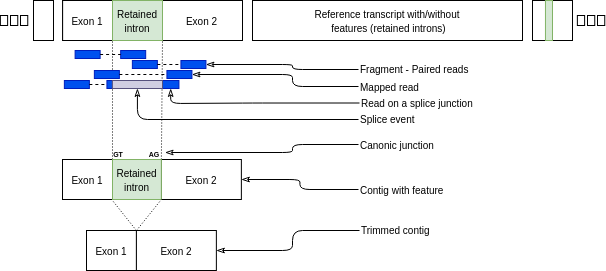 Exon 1
Retained
intron
Exon 2
Reference transcript with/without
features (retained introns)
Fragment - Paired reads
Mapped read
Read on a splice junction
Splice event
GT
AG
Canonic junction
Exon 1
Retained
intron
Exon 2
Contig with feature
Exon 1
Exon 2
Trimmed contig